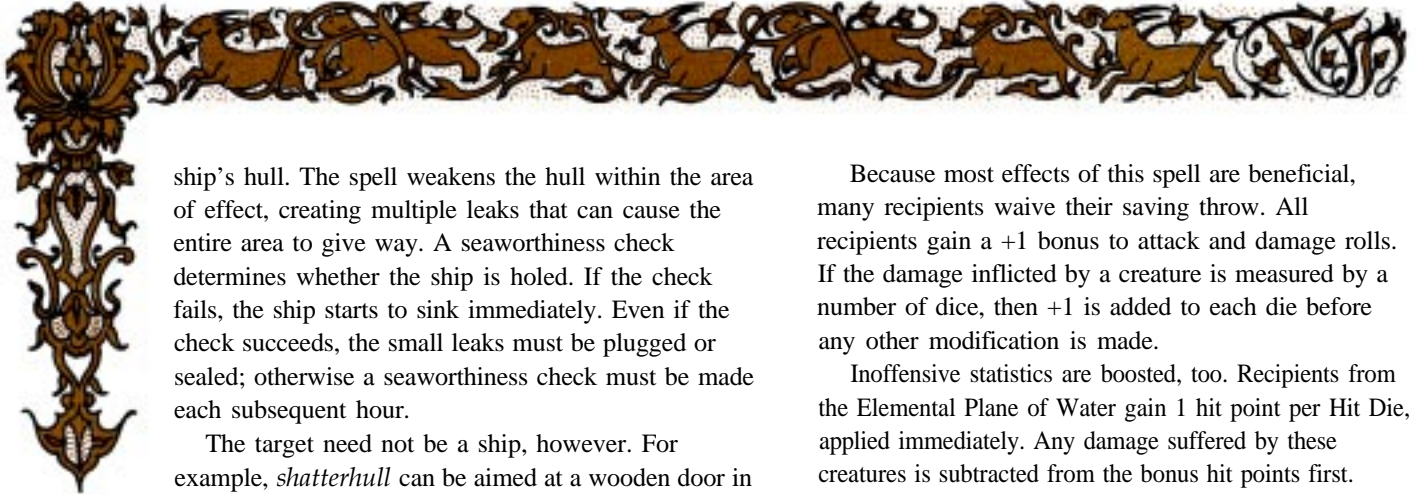 ship's hull. The spell weakens the hull within the area
of effect, creating multiple leaks that can cause the
entire area to give way. A seaworthiness check
determines whether the ship is holed. If the check
fails, the ship starts to sink immediately. Even if the
check succeeds, the small leaks must be plugged or
sealed; otherwise a seaworthiness check must be made
each subsequent hour.
The target need not be a ship, however. For
example, shatterhull can be aimed at a wooden door in
Because most effects of this spell are beneficial,
many recipients waive their saving throw. All
recipients gain a +1 bonus to attack and damage rolls.
If the damage inflicted by a creature is measured by a
number of dice, then +1 is added to each die before
any other modification is made.
Inoffensive statistics are boosted, too. Recipients from
the Elemental Plane of Water gain 1 hit point per Hit Die,
applied immediately. Any damage suffered by these
creatures is subtracted from the bonus hit points first.